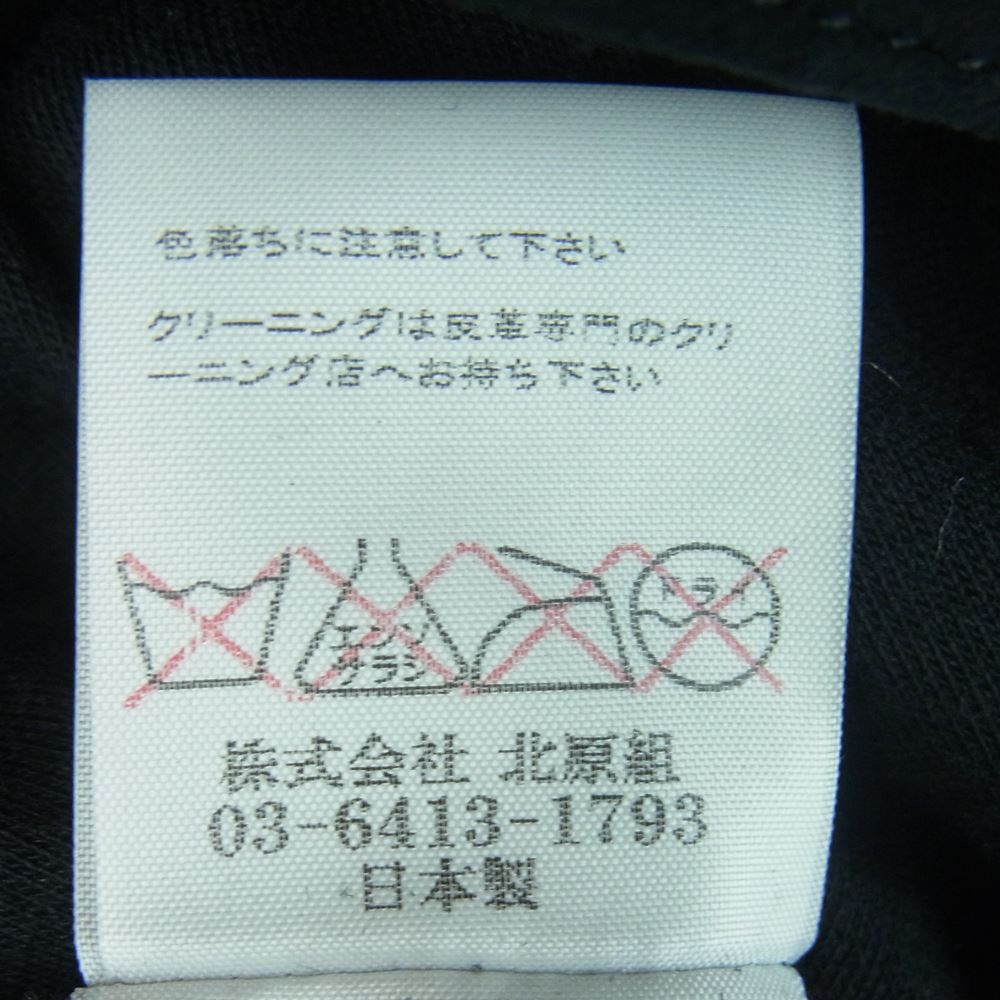 色落ちに注意して下さい
クリーニングは皮革専門のクリ
ーニング店へお持ち下さい
エンソ
サラシ
ドライ
株式会社 北原組
03-6413-1793
日本製